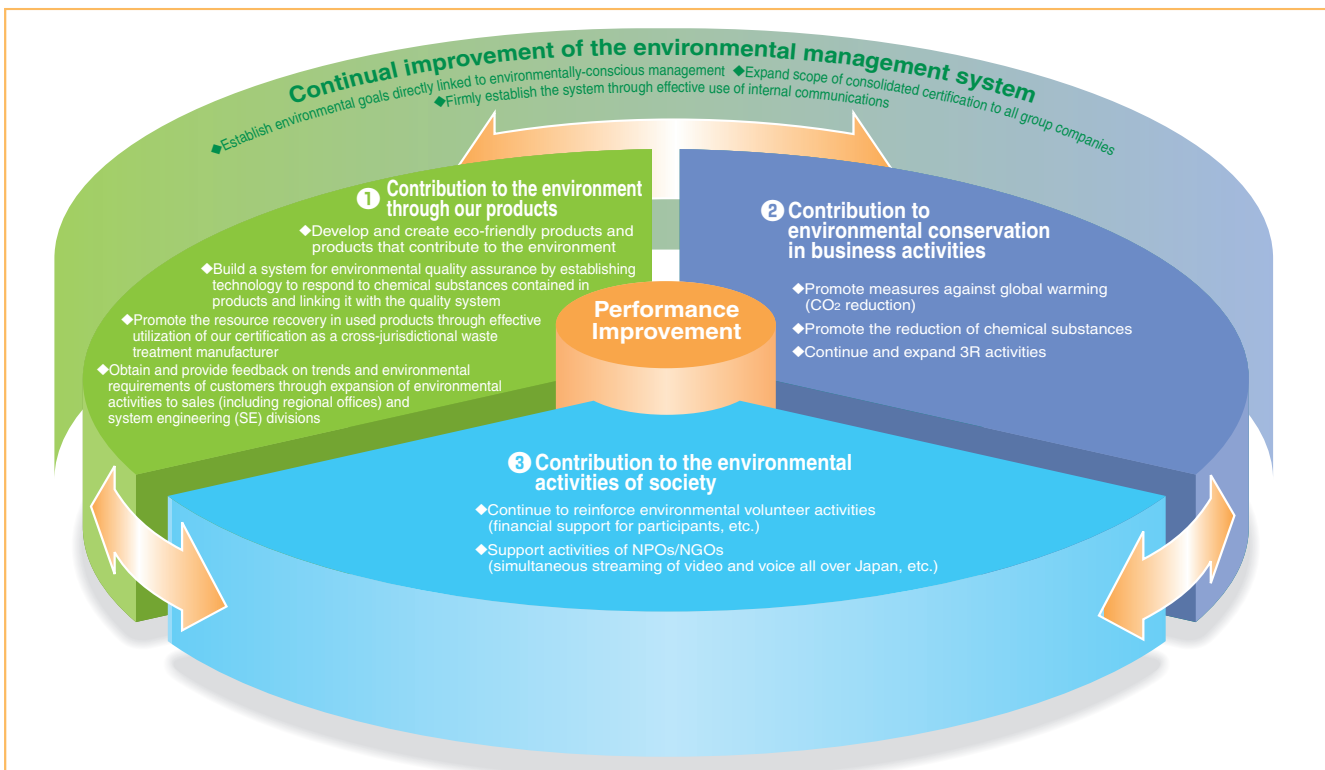 Continual improvement of the environmental management system
◆Establish environmental goals directly linked to environmentally-conscious management ◆Expand scope of consolidated certification to all group companies
◆Firmly establish the system through effective use of internal communications
❶ Contribution to the environment
through our products
◆Develop and create eco-friendly products and
products that contribute to the environment
◆Build a system for environmental quality assurance by establishing
technology to respond to chemical substances contained in
products and linking it with the quality system
◆Promote the resource recovery in used products through effective
utilization of our certification as a cross-jurisdictional waste
treatment manufacturer
◆Obtain and provide feedback on trends and environmental
requirements of customers through expansion of environmental
activities to sales (including regional offices) and
system engineering (SE) divisions
❷ Contribution to
environmental conservation
in business activities
◆Promote measures against global warming
(CO2 reduction)
◆Promote the reduction of chemical substances
◆Continue and expand 3R activities
Performance
Improvement
❸ Contribution to the environmental
activities of society
◆Continue to reinforce environmental volunteer activities
(financial support for participants, etc.)
◆Support activities of NPOs/NGOs
(simultaneous streaming of video and voice all over Japan, etc.)